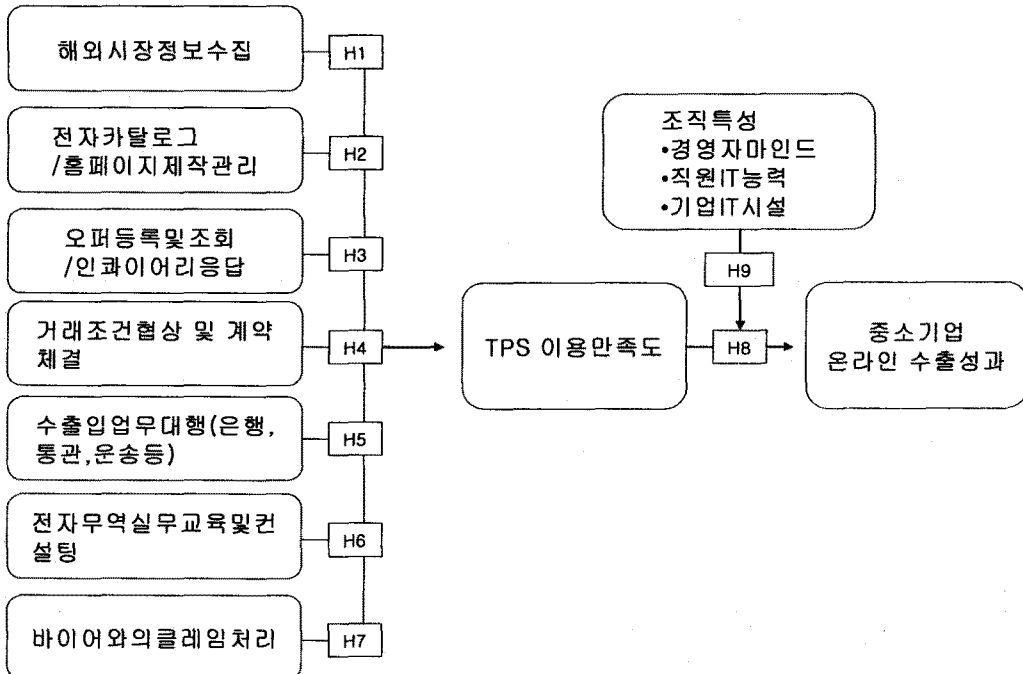 해외시장정보수집
H1
전자카탈로그
/홈페이지제작관리
H2
오퍼등록및조회
/인콰이어리응답
H3
거래조건협상 및 계약
체결
H4
수출입업무대행(은행,
통관,운송등)
H5
전자무역실무교육및컨
설팅
H6
바이어와의클레임처리
H7
조직특성
•경영자마인드
•직원IT능력
•기업IT시설
H9
TPS 이용만족도
H8
중소기업
온라인 수출성과